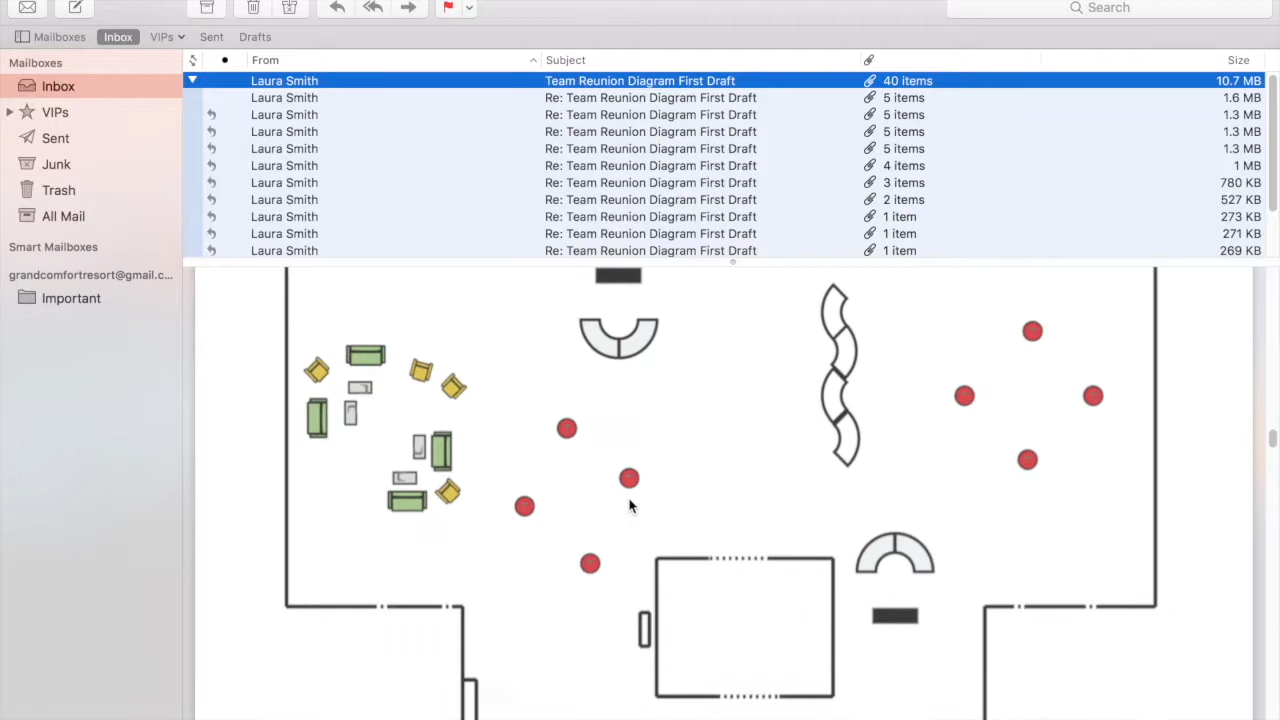 Search
Mailboxes Inbox VIPs Sent Drafts
Mailboxes
Inbox
VIPs
Sent
Junk
Trash
All Mail
Smart Mailboxes
grandcomfortresort@gmail.c...
Important
From Subject Size
Laura Smith Team Reunion Diagram First Draft 40 items 10.7 MB
Laura Smith Re: Team Reunion Diagram First Draft 5 items 1.6 MB
Laura Smith Re: Team Reunion Diagram First Draft 5 items 1.3 MB
Laura Smith Re: Team Reunion Diagram First Draft 5 items 1.3 MB
Laura Smith Re: Team Reunion Diagram First Draft 5 items 1.3 MB
Laura Smith Re: Team Reunion Diagram First Draft 4 items 1 MB
Laura Smith Re: Team Reunion Diagram First Draft 3 items 780 KB
Laura Smith Re: Team Reunion Diagram First Draft 2 items 527 KB
Laura Smith Re: Team Reunion Diagram First Draft 1 item 273 KB
Laura Smith Re: Team Reunion Diagram First Draft 1 item 271 KB
Laura Smith Re: Team Reunion Diagram First Draft 1 item 269 KB